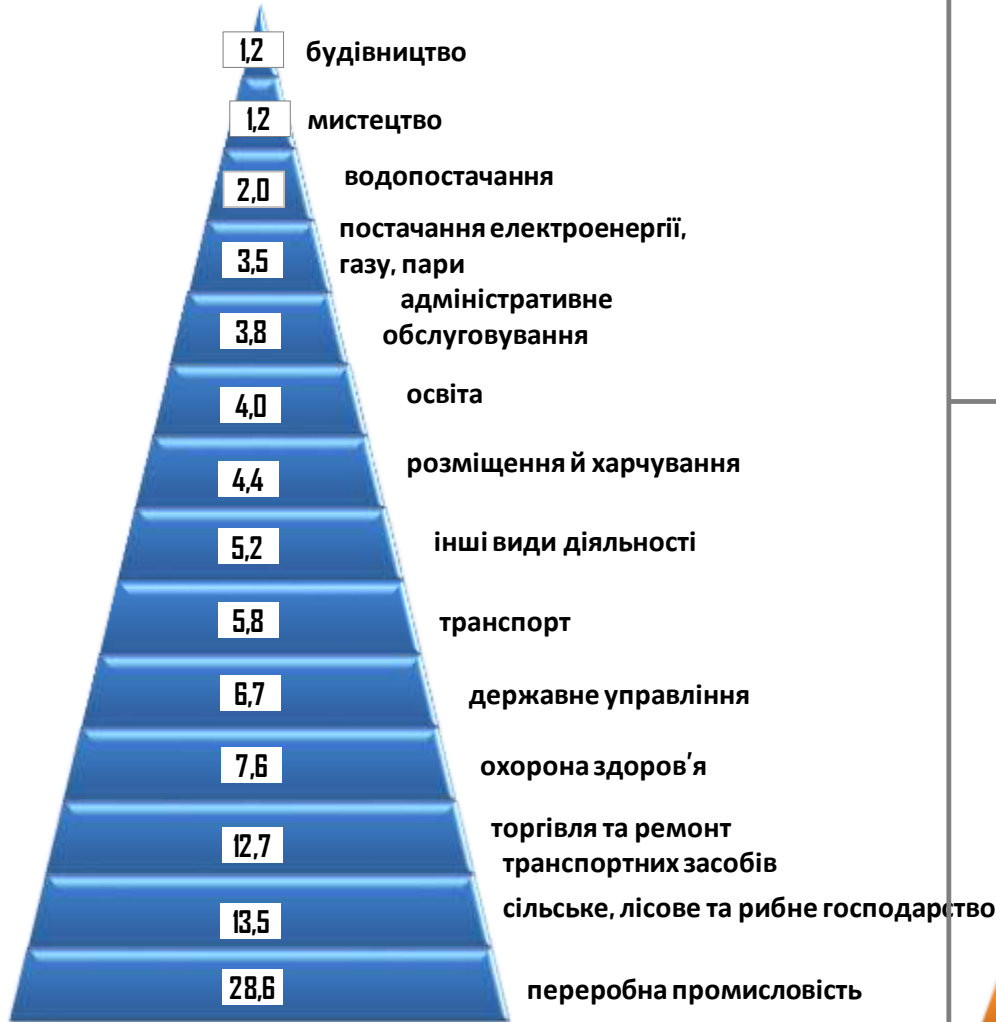 1,2 будівництво
1,2 мистецтво
2,0 водопостачання
постачання електроенергії,
3,5 газу, пари
адміністративне
3,8 обслуговування
4,0 освіта
4,4 розміщення й харчування
5,2 інші види діяльності
5,8 транспорт
6,7 державне управління
7,6 охорона здоров'я
12,7 торгівля та ремонт
транспортних засобів
13,5 сільське, лісове та рибне господарство
28,6 переробна промисловість